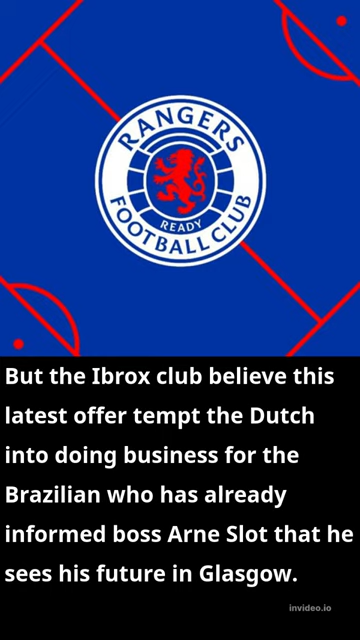 RANGERS
READY
FOOTBALL CLUB
But the Ibrox club believe this
latest offer tempt the Dutch
into doing business for the
Brazilian who has already
informed boss Arne Slot that he
sees his future in Glasgow.
invideo.io